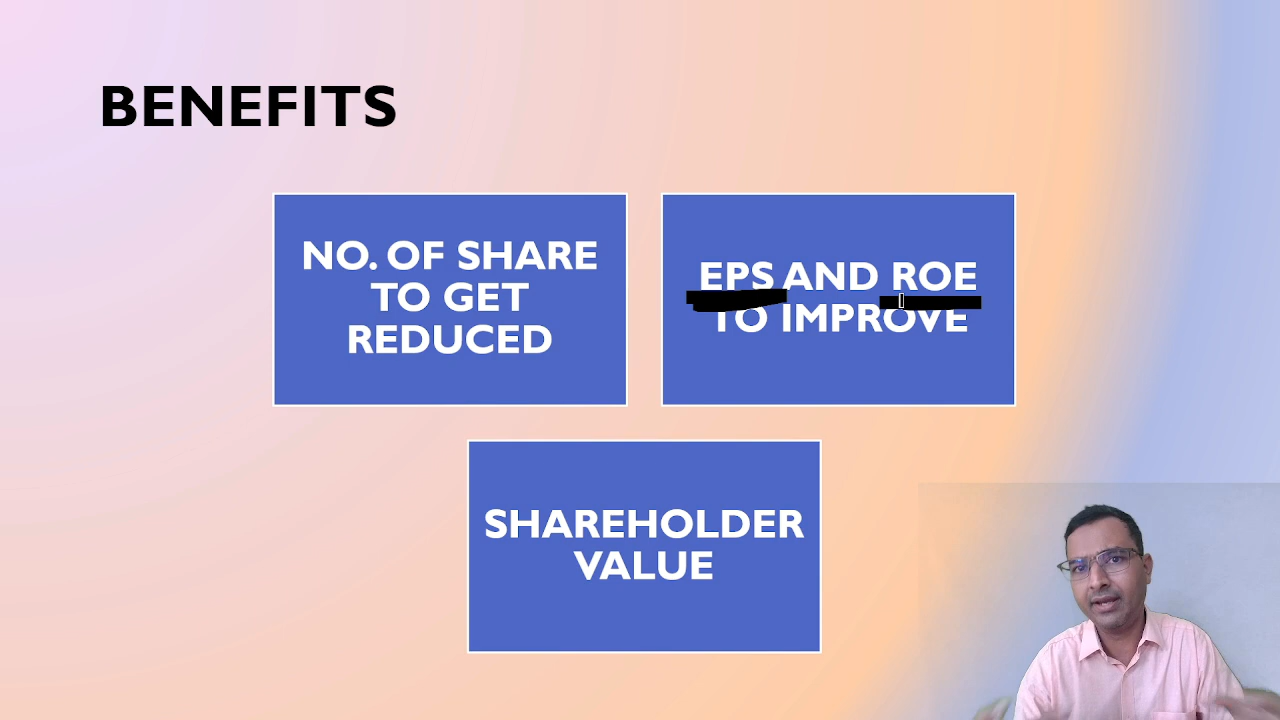 BENEFITS
NO. OF SHARE
TO GET
REDUCED
EPS AND ROE
TO IMPROVE
SHAREHOLDER
VALUE